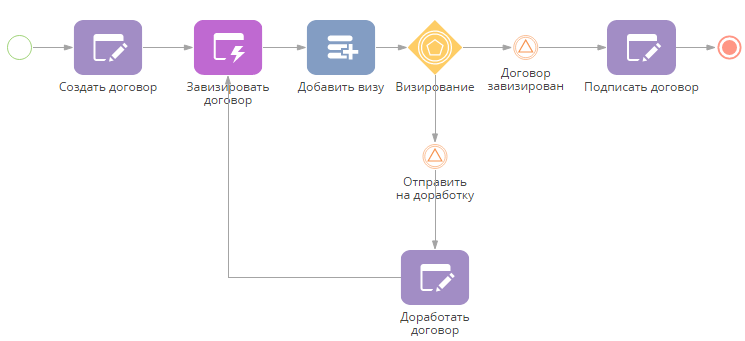 Создать договор
Завизировать
договор
Добавить визу
Визирование
Договор
завизирован
Подписать договор
Отправить
на доработку
Доработать
договор